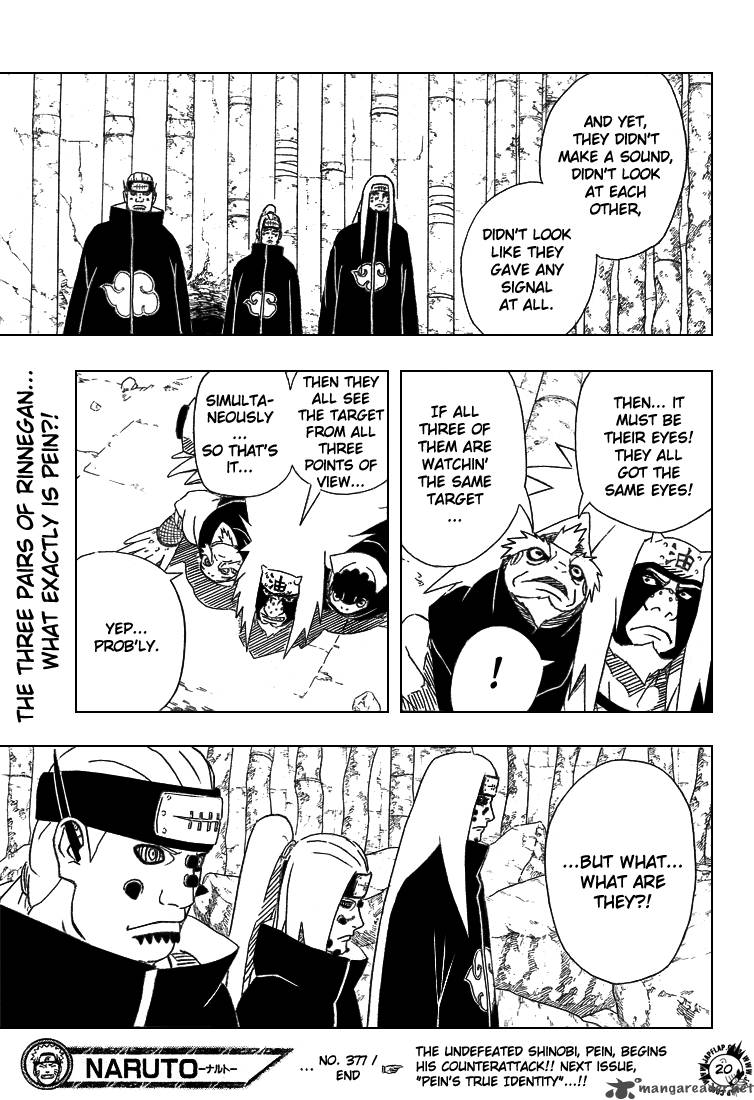 AND YET,
THEY DIDN'T
MAKE A SOUND,
DIDN'T LOOK
AT EACH
OTHER,
DIDN'T LOOK
LIKE THEY
GAVE ANY
SIGNAL
AT ALL.
THEN... IT
MUST BE
THEIR EYES!
THEY ALL
GOT THE
SAME EYES!
IF ALL
THREE OF
THEM ARE
WATCHIN'
THE SAME
TARGET
...
!
油
THEN THEY
ALL SEE
THE TARGET
FROM ALL
THREE
POINTS OF
VIEW...
SIMULTA-
NEOUSLY
...
SO THAT'S
IT...
油
YEP...
PROB'LY.
THE THREE PAIRS OF RINNEGAN...
WHAT EXACTLY IS PEIN?!
...BUT WHAT...
WHAT ARE
THEY?!
NARUTO -ナルト-
... NO. 377 /
END
☞
THE UNDEFEATED SHINOBI, PEIN, BEGINS
HIS COUNTERATTACK!! NEXT ISSUE,
"PEIN'S TRUE IDENTITY"...!!
20
mangareader.net